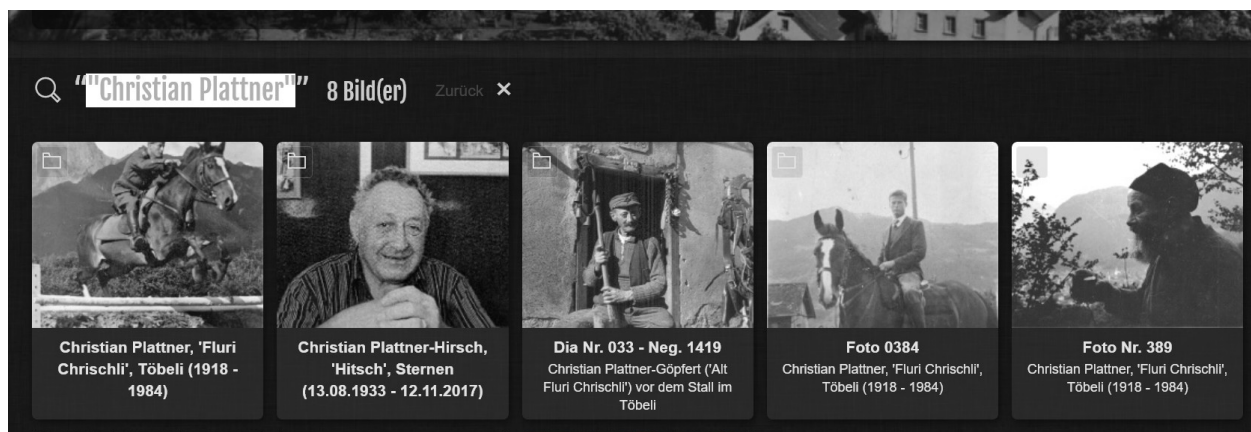 “"Christian Plattner"” 8 Bild(er) Zurück ✕
Christian Plattner, 'Fluri
Chrischli', Töbeli (1918 -
1984)
Christian Plattner-Hirsch,
'Hitsch', Sternen
(13.08.1933 - 12.11.2017)
Dia Nr. 033 - Neg. 1419
Christian Plattner-Göpfert ('Alt
Fluri Chrischli') vor dem Stall im
Töbeli
Foto 0384
Christian Plattner, 'Fluri Chrischli',
Töbeli (1918 - 1984)
Foto Nr. 389
Christian Plattner, 'Fluri Chrischli',
Töbeli (1918 - 1984)